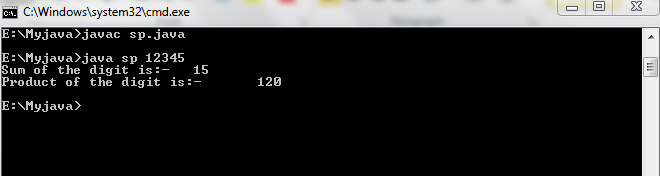 C:\Windows\system32\cmd.exe
E:\Myjava>javac sp.java
E:\Myjava>java sp 12345
Sum of the digit is:-   15
Product of the digit is:-       120
E:\Myjava>